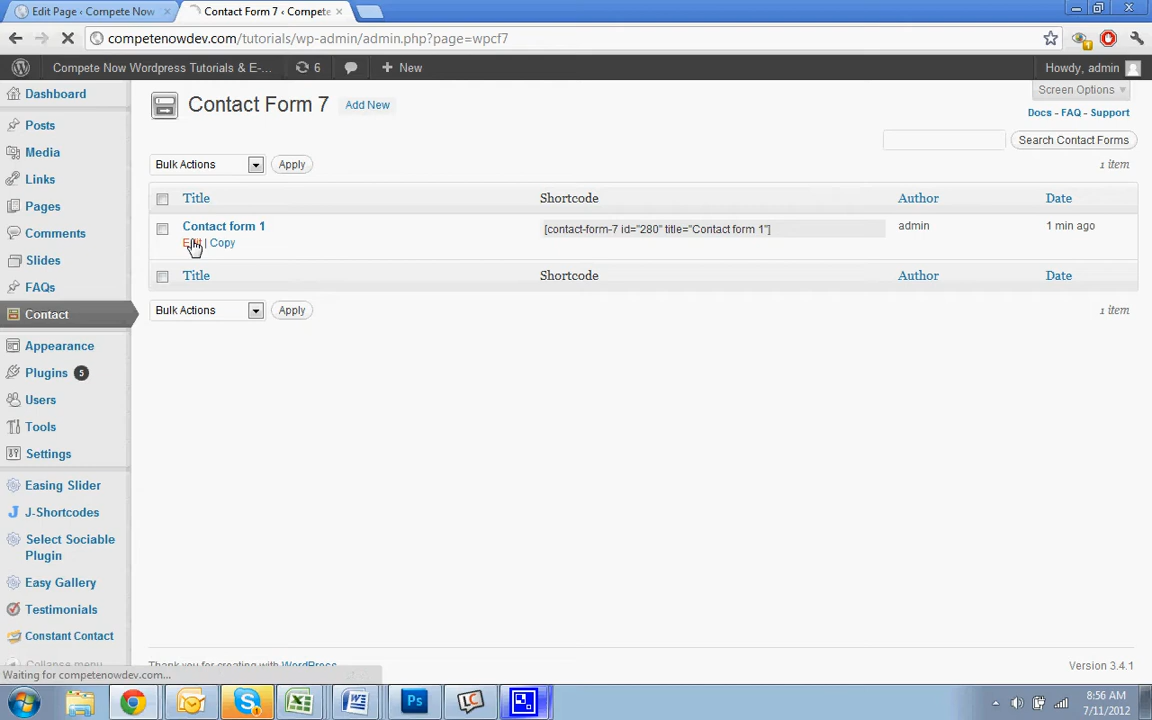 Edit Page ‹ Compete Now
Contact Form 7 ‹ Compete
competenowdev.com/tutorials/wp-admin/admin.php?page=wpcf7
Compete Now Wordpress Tutorials & E-... 6 + New Howdy, admin
Screen Options
Docs - FAQ - Support
Contact Form 7 Add New
Search Contact Forms
Bulk Actions Apply 1 item
Title Shortcode Author Date
Contact form 1 [contact-form-7 id="280" title="Contact form 1"] admin 1 min ago
Edit | Copy
Title Shortcode Author Date
Bulk Actions Apply 1 item
Dashboard
Posts
Media
Links
Pages
Comments
Slides
FAQs
Contact
Appearance
Plugins 5
Users
Tools
Settings
Easing Slider
J-Shortcodes
Select Sociable
Plugin
Easy Gallery
Testimonials
Constant Contact
Collapse menu
Thank you for creating with WordPress
Version 3.4.1
Waiting for competenowdev.com...
8:56 AM
7/11/2012